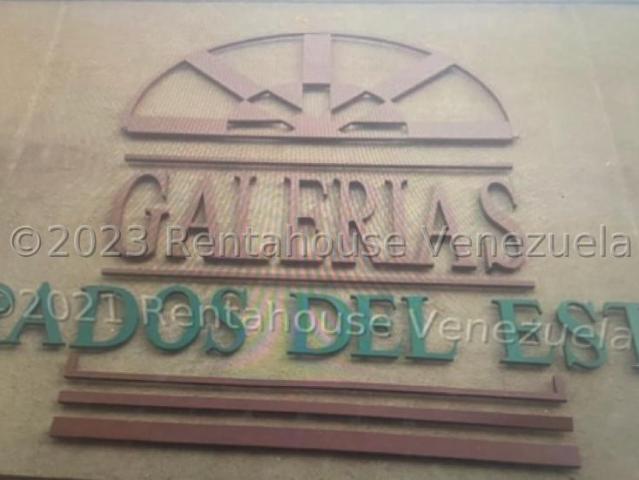 GALERIAS
©2023 Rentahouse Venezuela
©2021 Rentahouse Venezuela
ADOS DEL EST